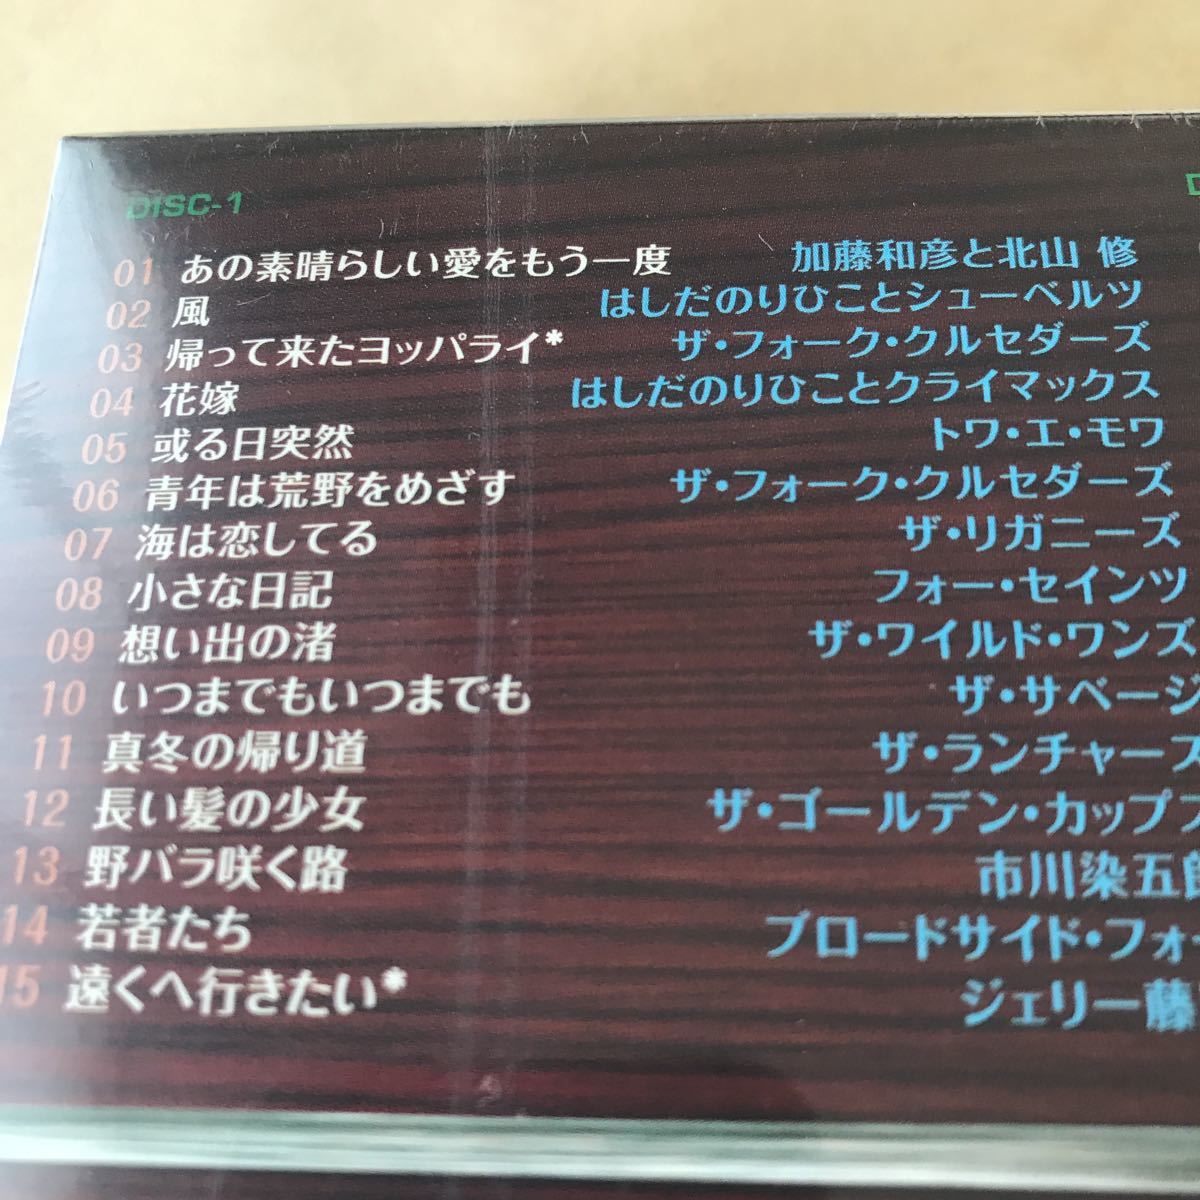 DISC-1
01 あの素晴らしい愛をもう一度 加藤和彦と北山 修
02 風 はしだのりひことシューベルツ
03 帰って来たヨッパライ* ザ・フォーク・クルセダーズ
04 花嫁 はしだのりひことクライマックス
05 或る日突然 トワ・エ・モワ
06 青年は荒野をめざす ザ・フォーク・クルセダーズ
07 海は恋してる ザ・リガニーズ
08 小さな日記 フォー・セインツ
09 想い出の渚 ザ・ワイルド・ワンズ
10 いつまでもいつまでも ザ・サベージ
11 真冬の帰り道 ザ・ランチャーズ
12 長い髪の少女 ザ・ゴールデン・カップ
13 野バラ咲く路 市川染五郎
14 若者たち ブロードサイド・フォー
15 遠くへ行きたい* ジェリー藤